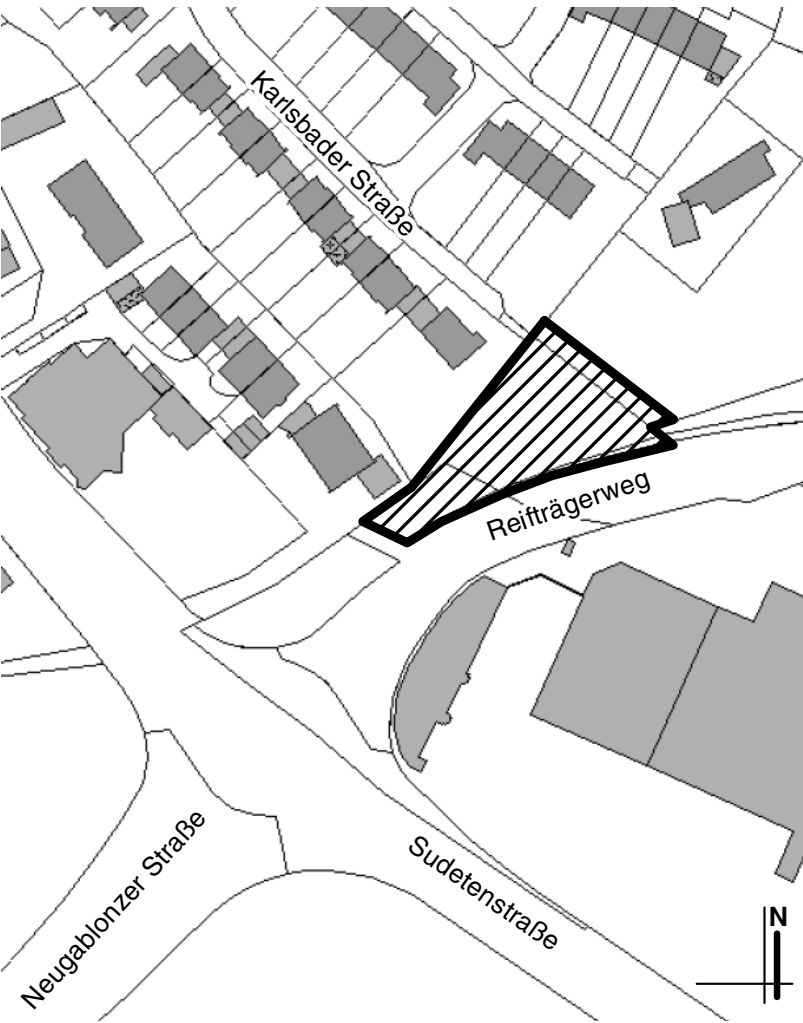 Karlsbader Straße
Reifträgerweg
Neugablonzer Straße
Sudetenstraße
N